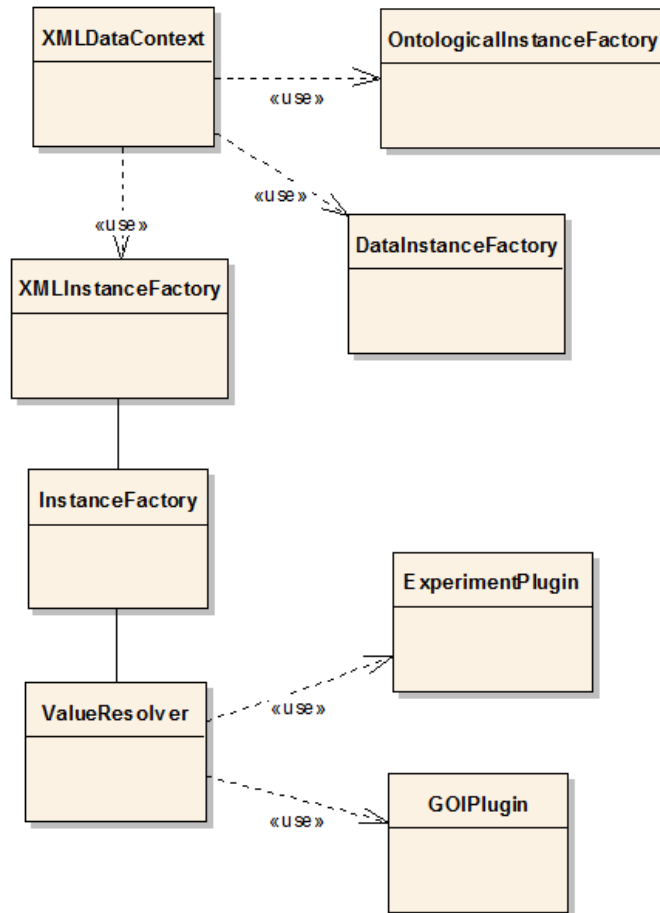 XMLDataContext
OntologicalInstanceFactory
«use»
«use»
«use»
DataInstanceFactory
XMLInstanceFactory
InstanceFactory
ExperimentPlugin
ValueResolver
«use»
GOIPlugin
«use»